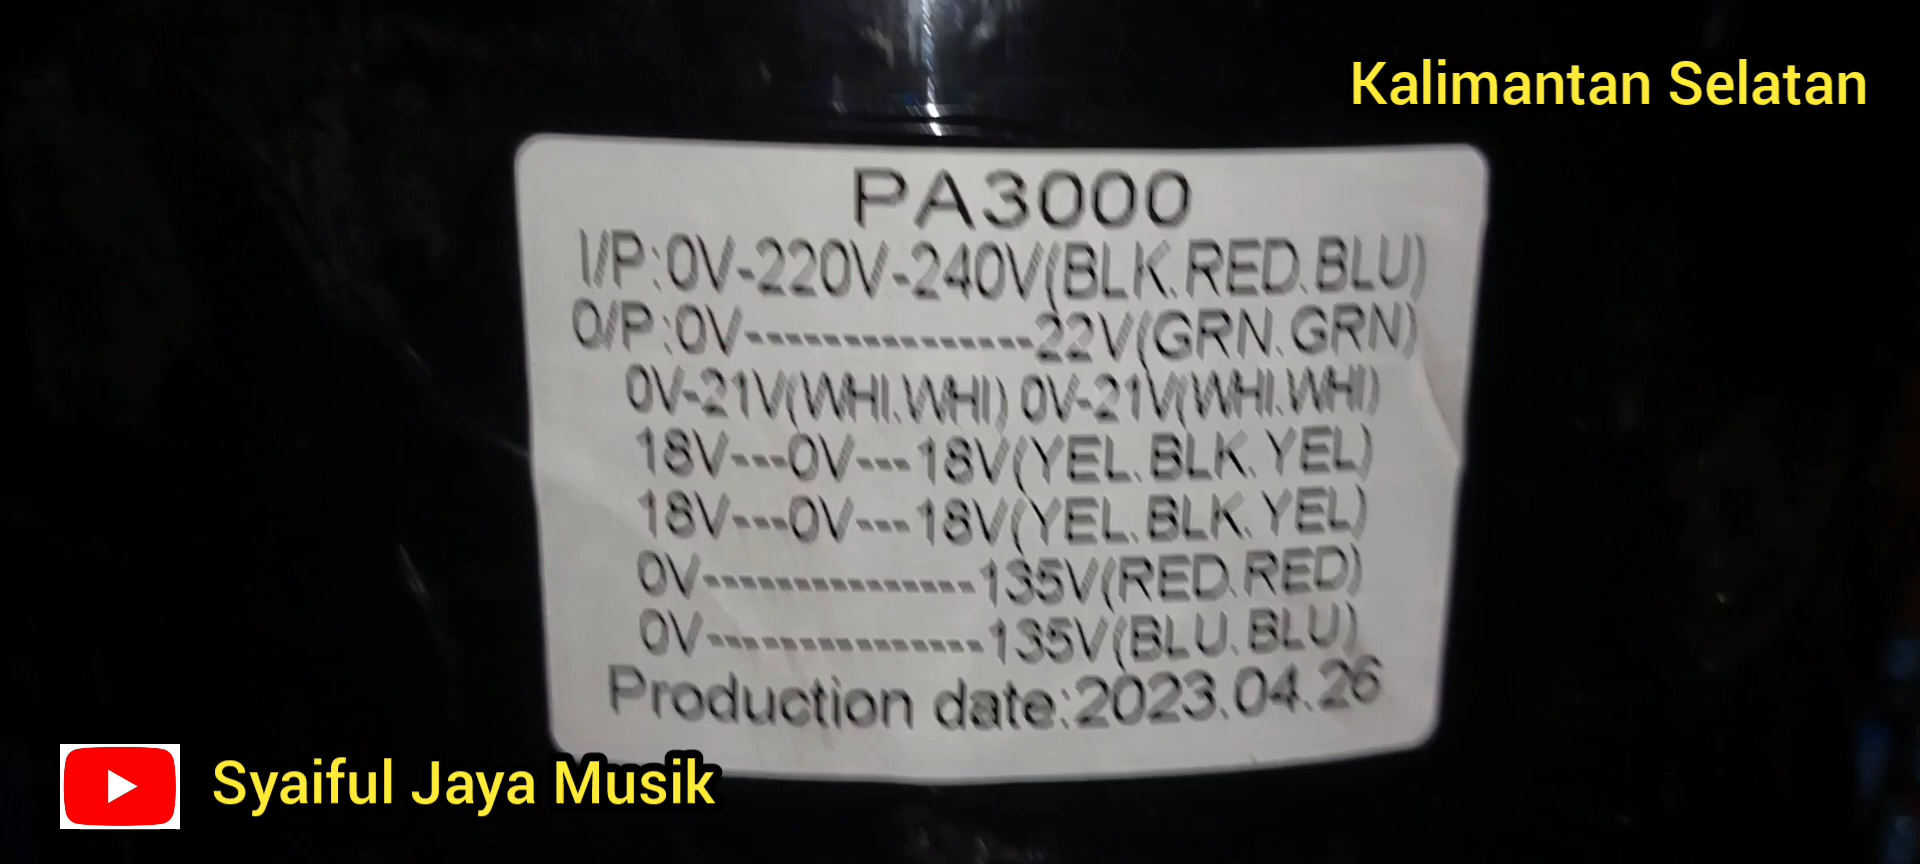 Kalimantan Selatan
PA3000
I/P:0V-220V-240V(BLK.RED.BLU)
O/P:0V---------------22V(GRN.GRN)
0V-21V(WHI.WHI) 0V-21V(WHI.WHI)
18V---0V---18V(YEL.BLK.YEL)
18V---0V---18V(YEL.BLK.YEL)
0V---------------135V(RED.RED)
0V---------------135V(BLU.BLU)
Production date:2023.04.26
Syaiful Jaya Musik